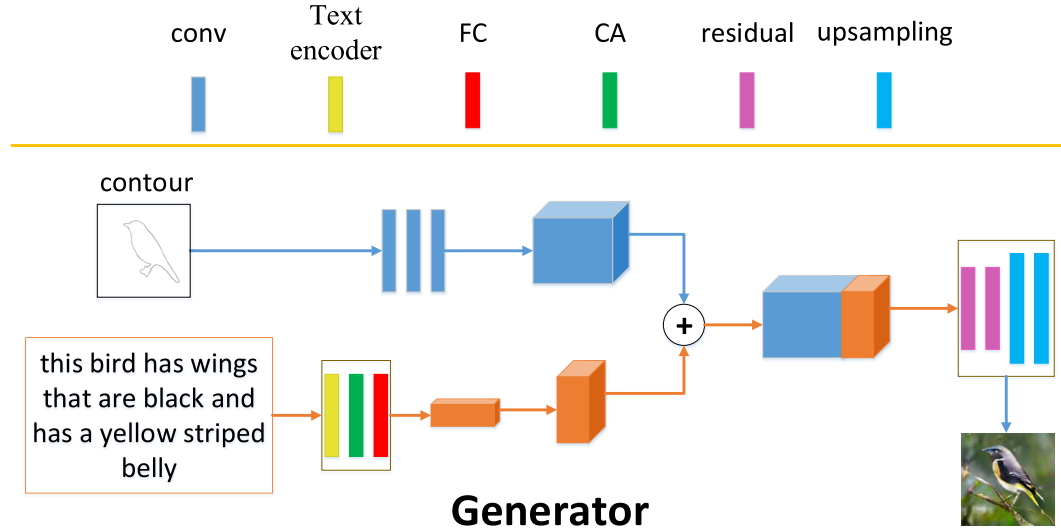 conv
Text
encoder
FC
CA
residual
upsampling
contour
+
this bird has wings
that are black and
has a yellow striped
belly
Generator